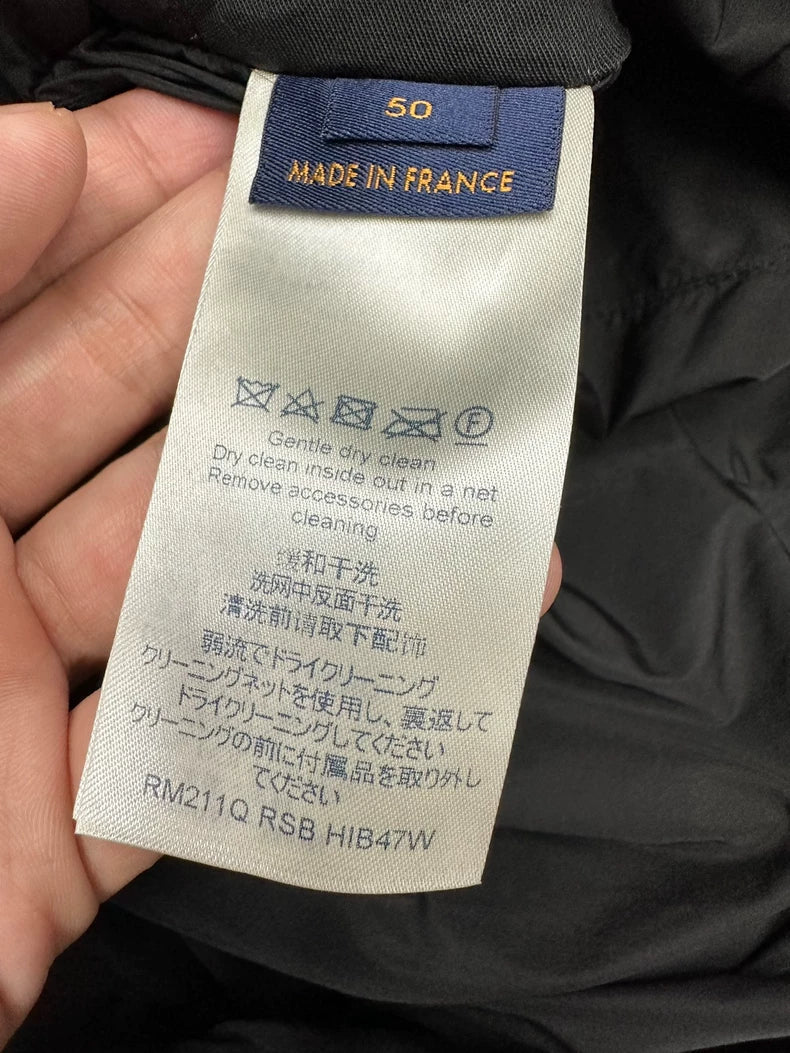 50
MADE IN FRANCE
F
Gentle dry clean
Dry clean inside out in a net
Remove accessories before
cleaning
缓和干洗
洗网中反面干洗
清洗前请取下配饰
弱流でドライクリーニング
クリーニングネットを使用し、裏返して
ドライクリーニングしてください
クリーニングの前に付属品を取り外し
てください
RM211Q RSB HIB47W